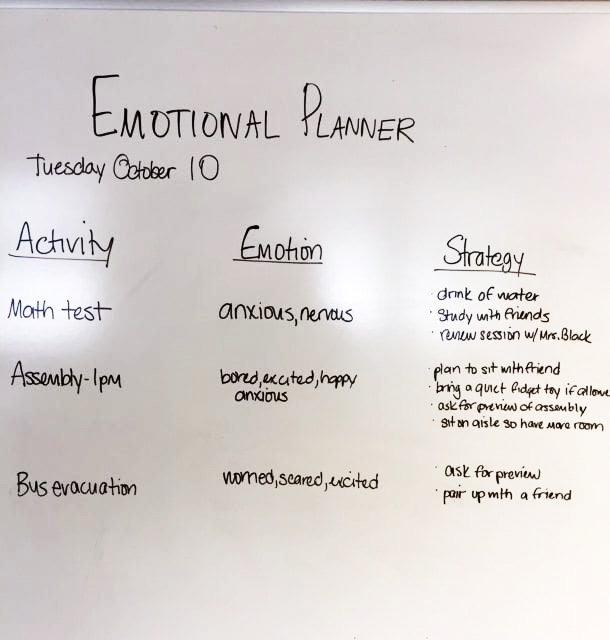 EMOTIONAL PLANNER
Tuesday October 10
Activity Emotion Strategy
Math test anxious, nervous · drink of water
· study with friends
· review session w/ Mrs. Black
Assembly-1pm bored, excited, happy · plan to sit with friend
anxious · bring a quiet fidget toy if allowe
· ask for preview of assembly
· sit on aisle so have more room
Bus evacuation worried, scared, excited · ask for preview
· pair up with a friend